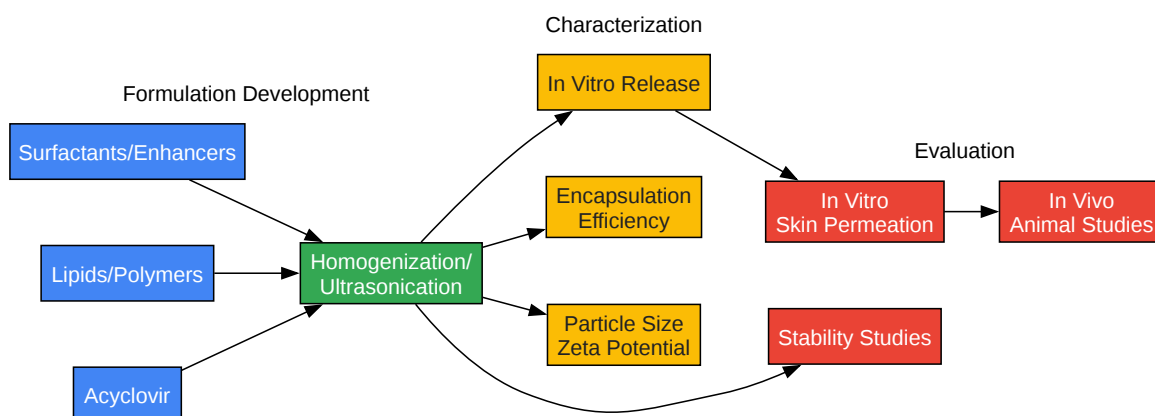 Characterization
In Vitro Release
Formulation Development
Surfactants/Enhancers
Evaluation
Encapsulation
Efficiency
In Vitro
Skin Permeation
In Vivo
Animal Studies
Lipids/Polymers
Homogenization/
Ultrasonication
Particle Size
Zeta Potential
Stability Studies
Acyclovir